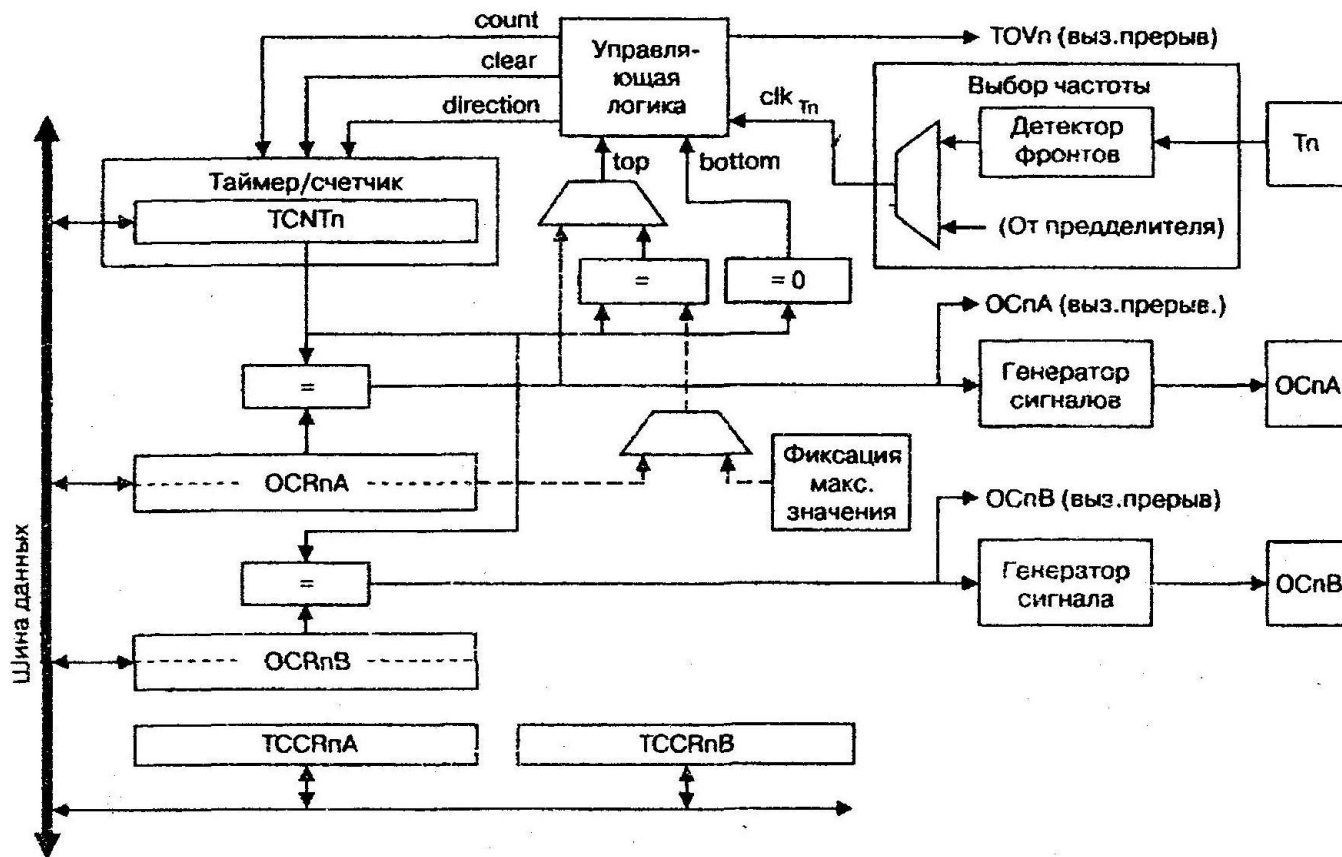 count
clear
direction
Управля-
ющая
логика
TOVn (выз.прерыв)
clk Tn
Выбор частоты
Детектор
фронтов
Tn
(От предделителя)
top
bottom
Таймер/счетчик
TCNTn
=
= 0
OCnA (выз.прерыв.)
=
Генератор
сигналов
OCnA
OCRnA
Фиксация
макс.
значения
OCnB (выз.прерыв)
=
Генератор
сигнала
OCnB
OCRnB
Шина данных
TCCRnA
TCCRnB